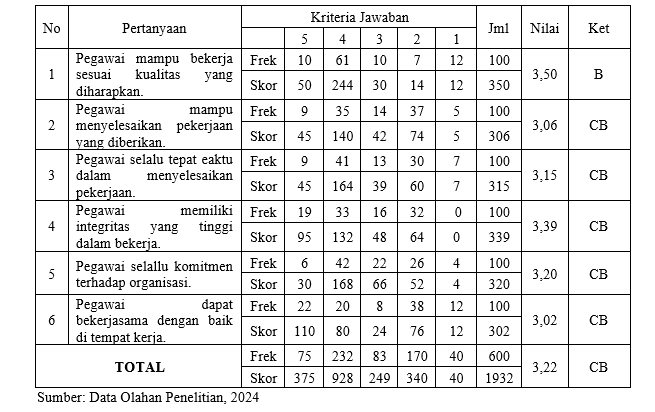 No Pertanyaan Kriteria Jawaban Jml Nilai Ket
5 4 3 2 1
1 Pegawai mampu bekerja sesuai kualitas yang diharapkan. Frek 10 61 10 7 12 100 3,50 B
Skor 50 244 30 14 12 350
2 Pegawai mampu menyelesaikan pekerjaan yang diberikan. Frek 9 35 14 37 5 100 3,06 CB
Skor 45 140 42 74 5 306
3 Pegawai selalu tepat eaktu dalam menyelesaikan pekerjaan. Frek 9 41 13 30 7 100 3,15 CB
Skor 45 164 39 60 7 315
4 Pegawai memiliki integritas yang tinggi dalam bekerja. Frek 19 33 16 32 0 100 3,39 CB
Skor 95 132 48 64 0 339
5 Pegawai selallu komitmen terhadap organisasi. Frek 6 42 22 26 4 100 3,20 CB
Skor 30 168 66 52 4 320
6 Pegawai dapat bekerjasama dengan baik di tempat kerja. Frek 22 20 8 38 12 100 3,02 CB
Skor 110 80 24 76 12 302
TOTAL Frek 75 232 83 170 40 600 3,22 CB
Skor 375 928 249 340 40 1932
Sumber: Data Olahan Penelitian, 2024